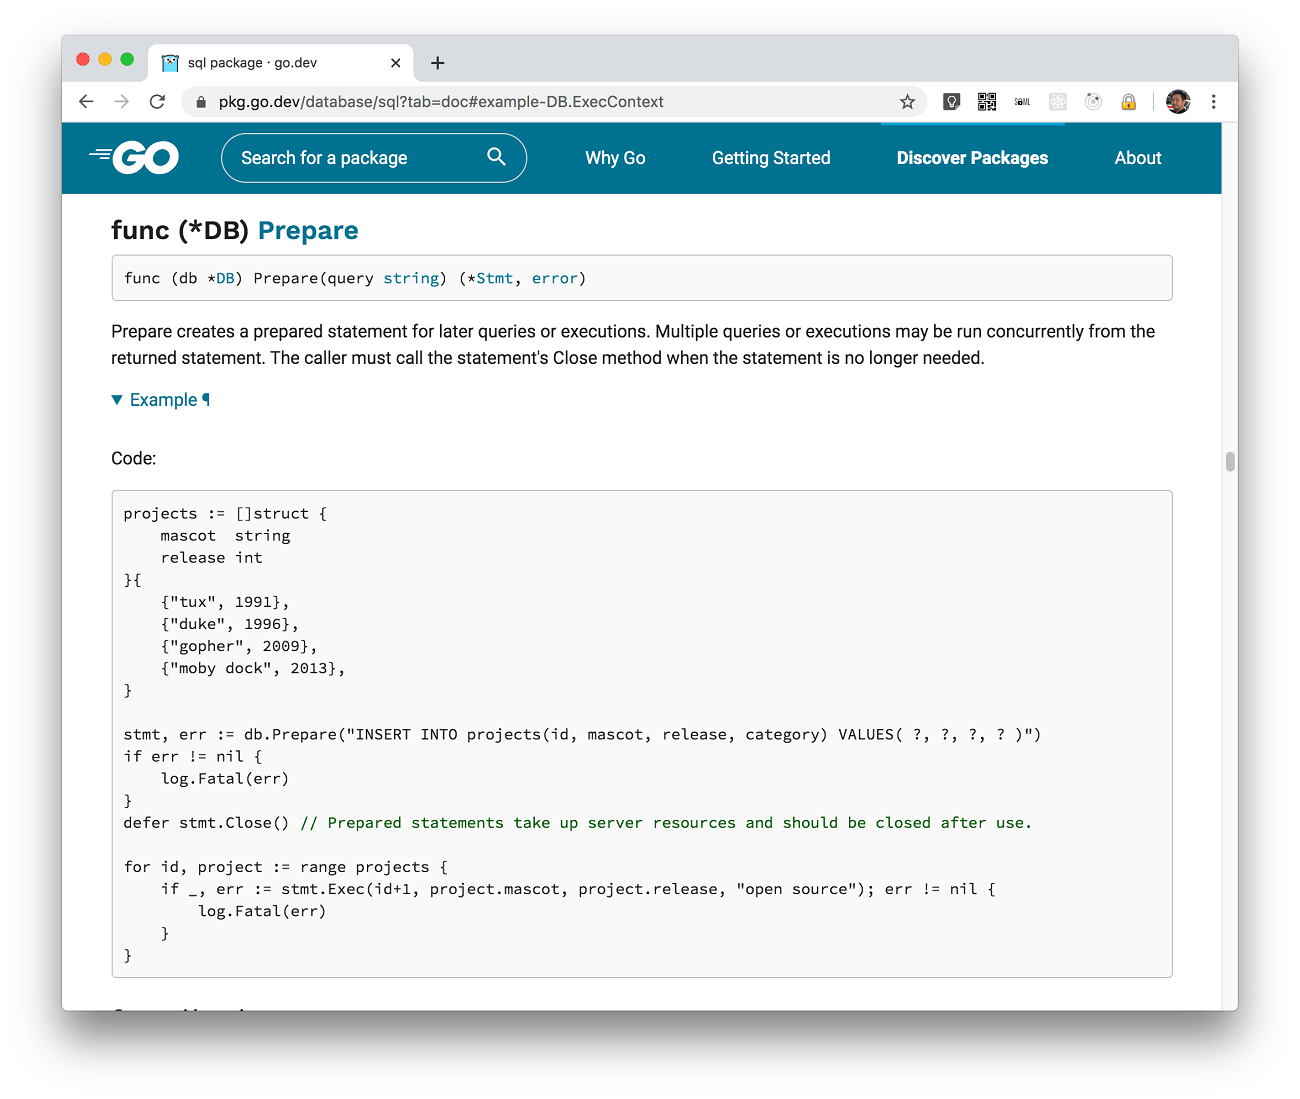 sql package · go.dev
pkg.go.dev/database/sql?tab=doc#example-DB.ExecContext
SAML
GO
Search for a package
Why Go
Getting Started
Discover Packages
About
func (*DB) Prepare
func (db *DB) Prepare(query string) (*Stmt, error)
Prepare creates a prepared statement for later queries or executions. Multiple queries or executions may be run concurrently from the
returned statement. The caller must call the statement's Close method when the statement is no longer needed.
▼ Example ¶
Code:
projects := []struct {
    mascot  string
    release int
}{
    {"tux", 1991},
    {"duke", 1996},
    {"gopher", 2009},
    {"moby dock", 2013},
}
stmt, err := db.Prepare("INSERT INTO projects(id, mascot, release, category) VALUES( ?, ?, ?, ? )")
if err != nil {
    log.Fatal(err)
}
defer stmt.Close() // Prepared statements take up server resources and should be closed after use.
for id, project := range projects {
    if _, err := stmt.Exec(id+1, project.mascot, project.release, "open source"); err != nil {
        log.Fatal(err)
    }
}